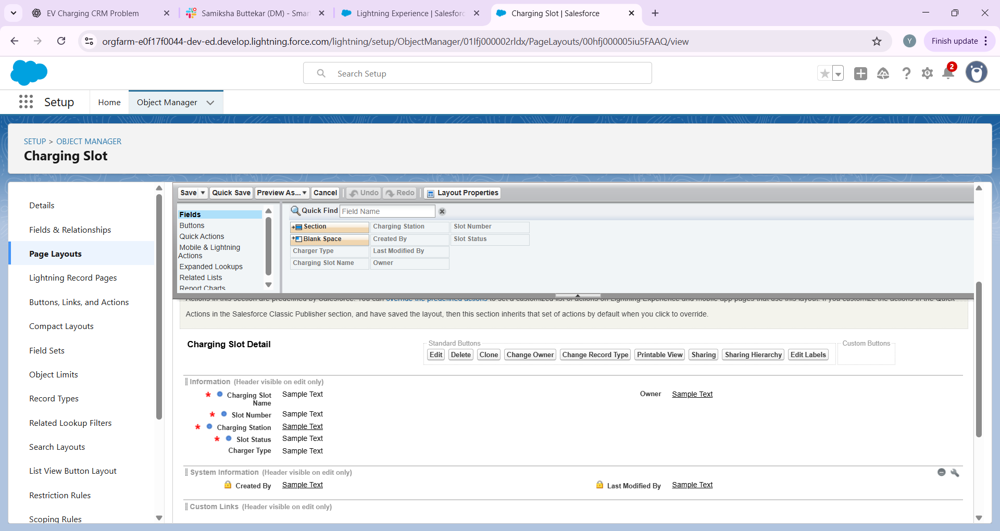 EV Charging CRM Problem
Samiksha Buttekar (DM) - Smar
Lightning Experience | Salesforc
Charging Slot | Salesforce
orgfarm-e0f17f0044-dev-ed.develop.lightning.force.com/lightning/setup/ObjectManager/01Ifj000002rldx/PageLayouts/00hfj000005iu5FAAQ/view
Y
Finish update
Search Setup
2
Setup
Home
Object Manager
SETUP > OBJECT MANAGER
Charging Slot
Details
Fields & Relationships
Page Layouts
Lightning Record Pages
Buttons, Links, and Actions
Compact Layouts
Field Sets
Object Limits
Record Types
Related Lookup Filters
Search Layouts
List View Button Layout
Restriction Rules
Scoping Rules
Save Quick Save Preview As... Cancel Undo Redo Layout Properties
Fields
Buttons
Quick Actions
Mobile & Lightning
Actions
Expanded Lookups
Related Lists
Report Charts
Quick Find Field Name
Section Charging Station Slot Number
Blank Space Created By Slot Status
Charger Type Last Modified By
Charging Slot Name Owner
Actions in this section are predefined by Salesforce. You can override the predefined actions to set a customized list of actions on Lightning Experience and mobile app pages that use this layout. If you customize the actions in the Quick
Actions in the Salesforce Classic Publisher section, and have saved the layout, then this section inherits that set of actions by default when you click to override.
Charging Slot Detail
Standard Buttons
Edit Delete Clone Change Owner Change Record Type Printable View Sharing Sharing Hierarchy Edit Labels
Custom Buttons
Information (Header visible on edit only)
* Charging Slot Name Sample Text
Owner Sample Text
* Slot Number Sample Text
* Charging Station Sample Text
* Slot Status Sample Text
Charger Type Sample Text
System Information (Header visible on edit only)
Created By Sample Text
Last Modified By Sample Text
Custom Links (Header visible on edit only)